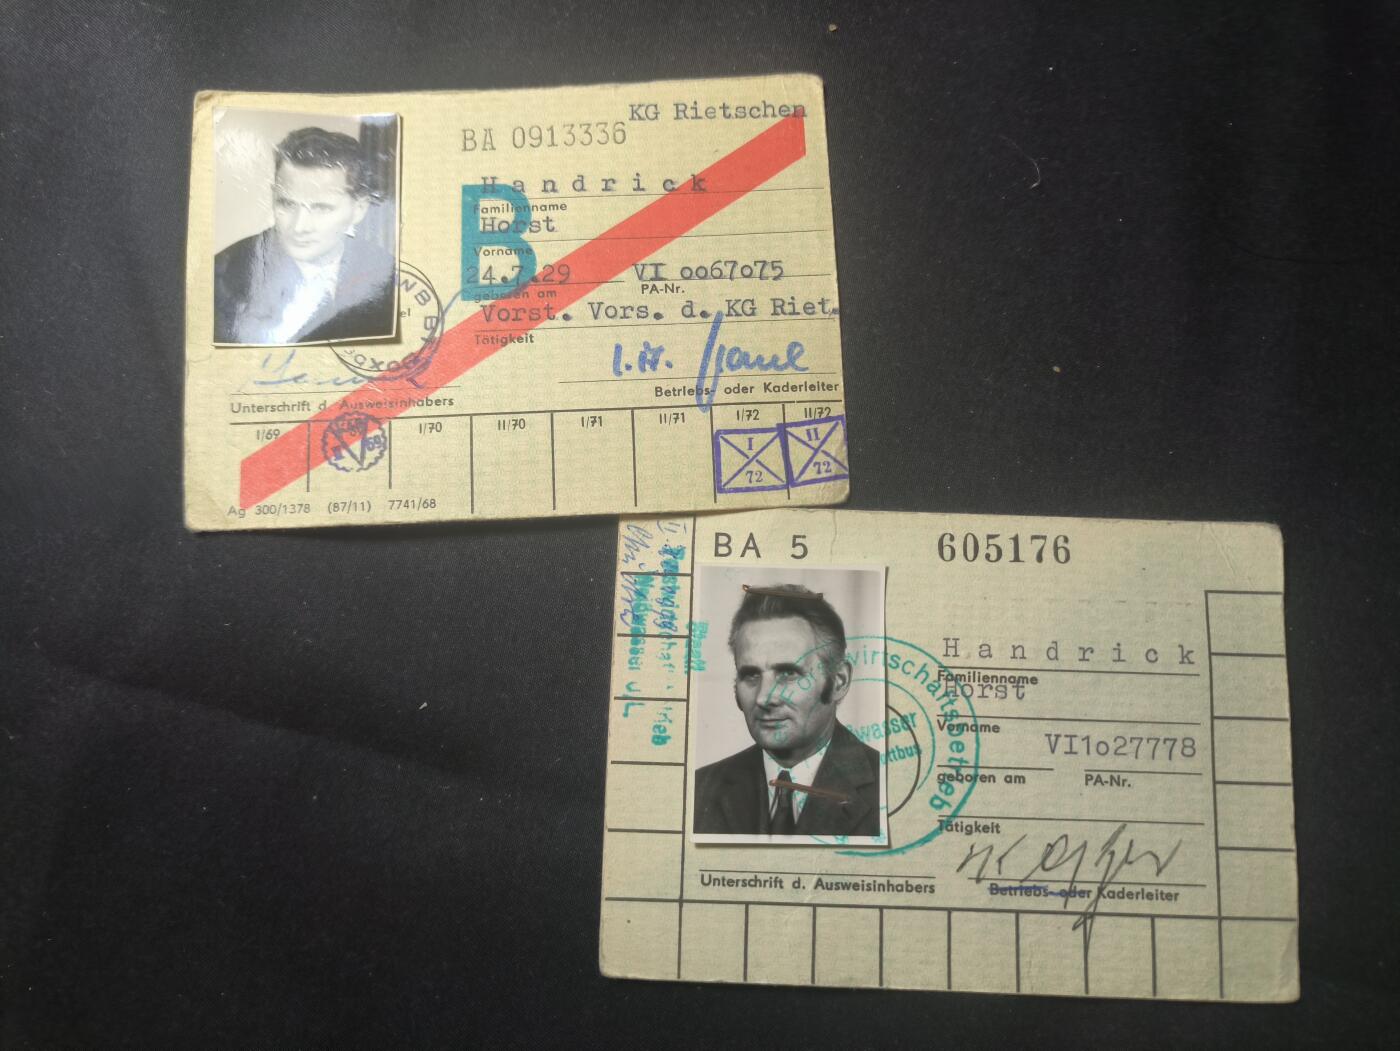 KG Rietschen
BA 0913336
B
Handrick
Familienname
Horst
Vorname
24.7.29 VI oo67o75
geboren am PA-Nr.
Vorst. Vors. d. KG Riet.
Tätigkeit
Unterschrift d. Ausweisinhabers
Betriebs- oder Kaderleiter
I/69 I/70 II/70 I/71 II/71 I/72 II/72
I 72 II 72
Ag 300/1378 (87/11) 7741/68
BA 5 605176
Handrick
Familienname
Horst
Vorname
VI1o27778
geboren am PA-Nr.
Tätigkeit
Unterschrift d. Ausweisinhabers
Betriebs- oder Kaderleiter